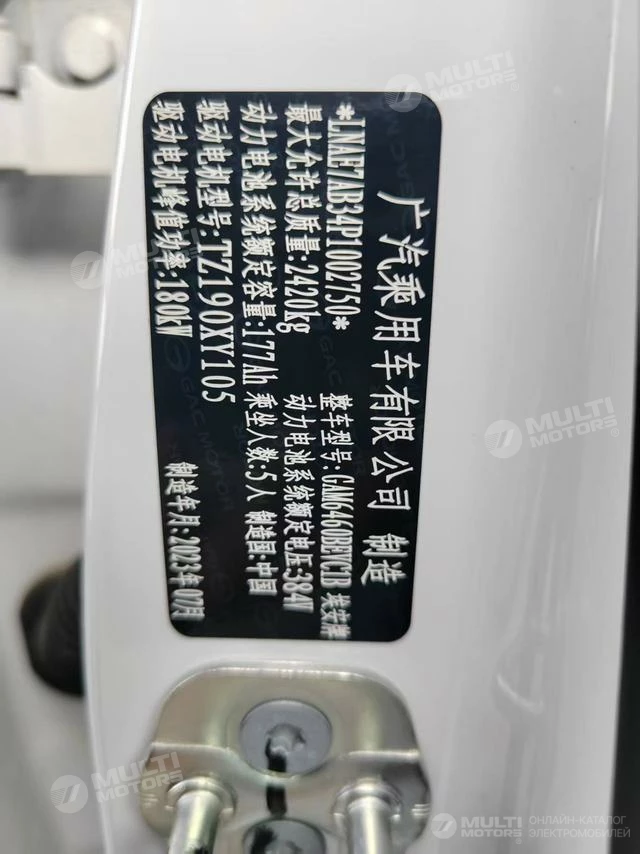 广汽乘用车有限公司 制造
*LNAE7AB34P1002750* 整车型号:GAM6460BEVC1B 埃安牌
最大允许总质量:2420kg 动力电池系统额定电压:384V
动力电池系统额定容量:177Ah 乘坐人数:5人 制造国:中国
驱动电机型号:TZ190XY105
驱动电机峰值功率:180kW 制造年月:2023年07月
GAC MOTOR
MULTI MOTORS
MULTI MOTORS
MULTI MOTORS
MULTI MOTORS
MULTI MOTORS
ОНЛАЙН-КАТАЛОГ
ЭЛЕКТРОМОБИЛЕЙ